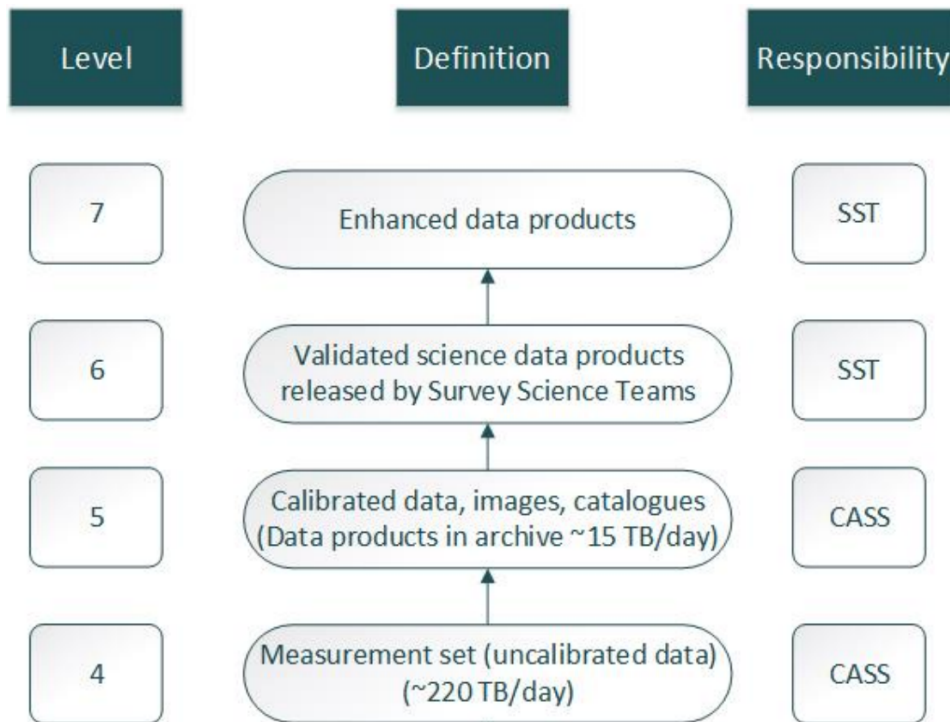 Level Definition Responsibility
7 Enhanced data products SST
6 Validated science data products
released by Survey Science Teams SST
5 Calibrated data, images, catalogues
(Data products in archive ~15 TB/day) CASS
4 Measurement set (uncalibrated data)
(~220 TB/day) CASS